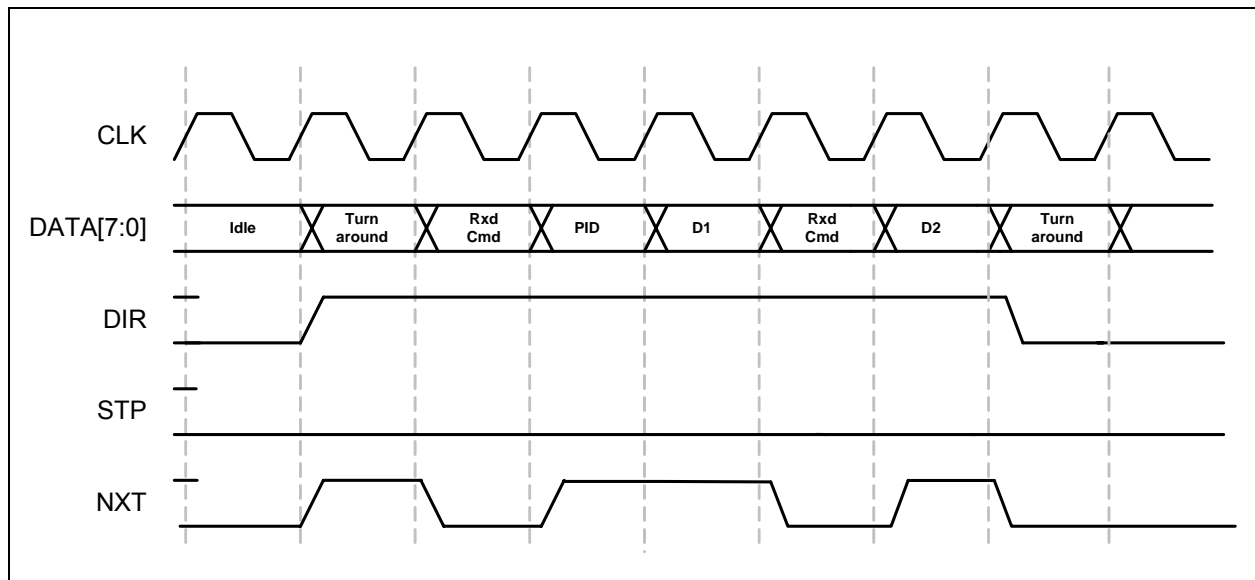 CLK
DATA[7:0]
Idle
Turn
around
Rxd
Cmd
PID
D1
Rxd
Cmd
D2
Turn
around
DIR
STP
NXT